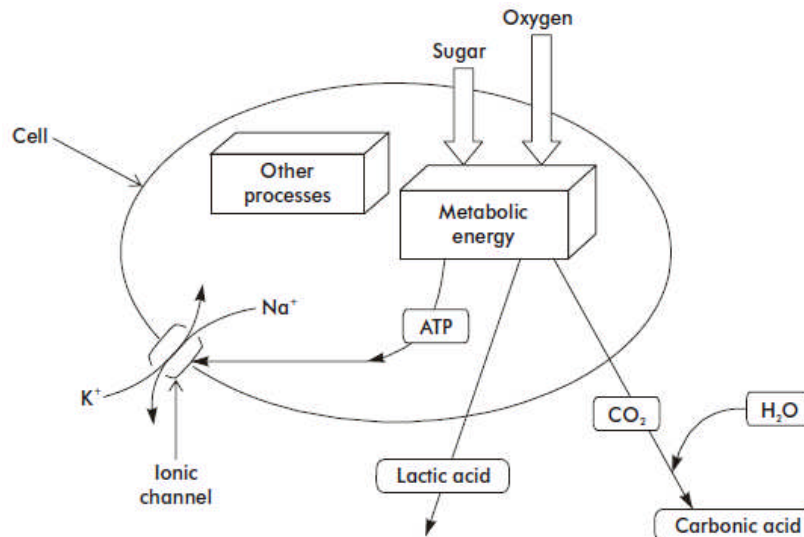 Oxygen
Sugar
Cell
Other
processes
Metabolic
energy
Na⁺
ATP
K⁺
CO₂
H₂O
Ionic
channel
Lactic acid
Carbonic acid